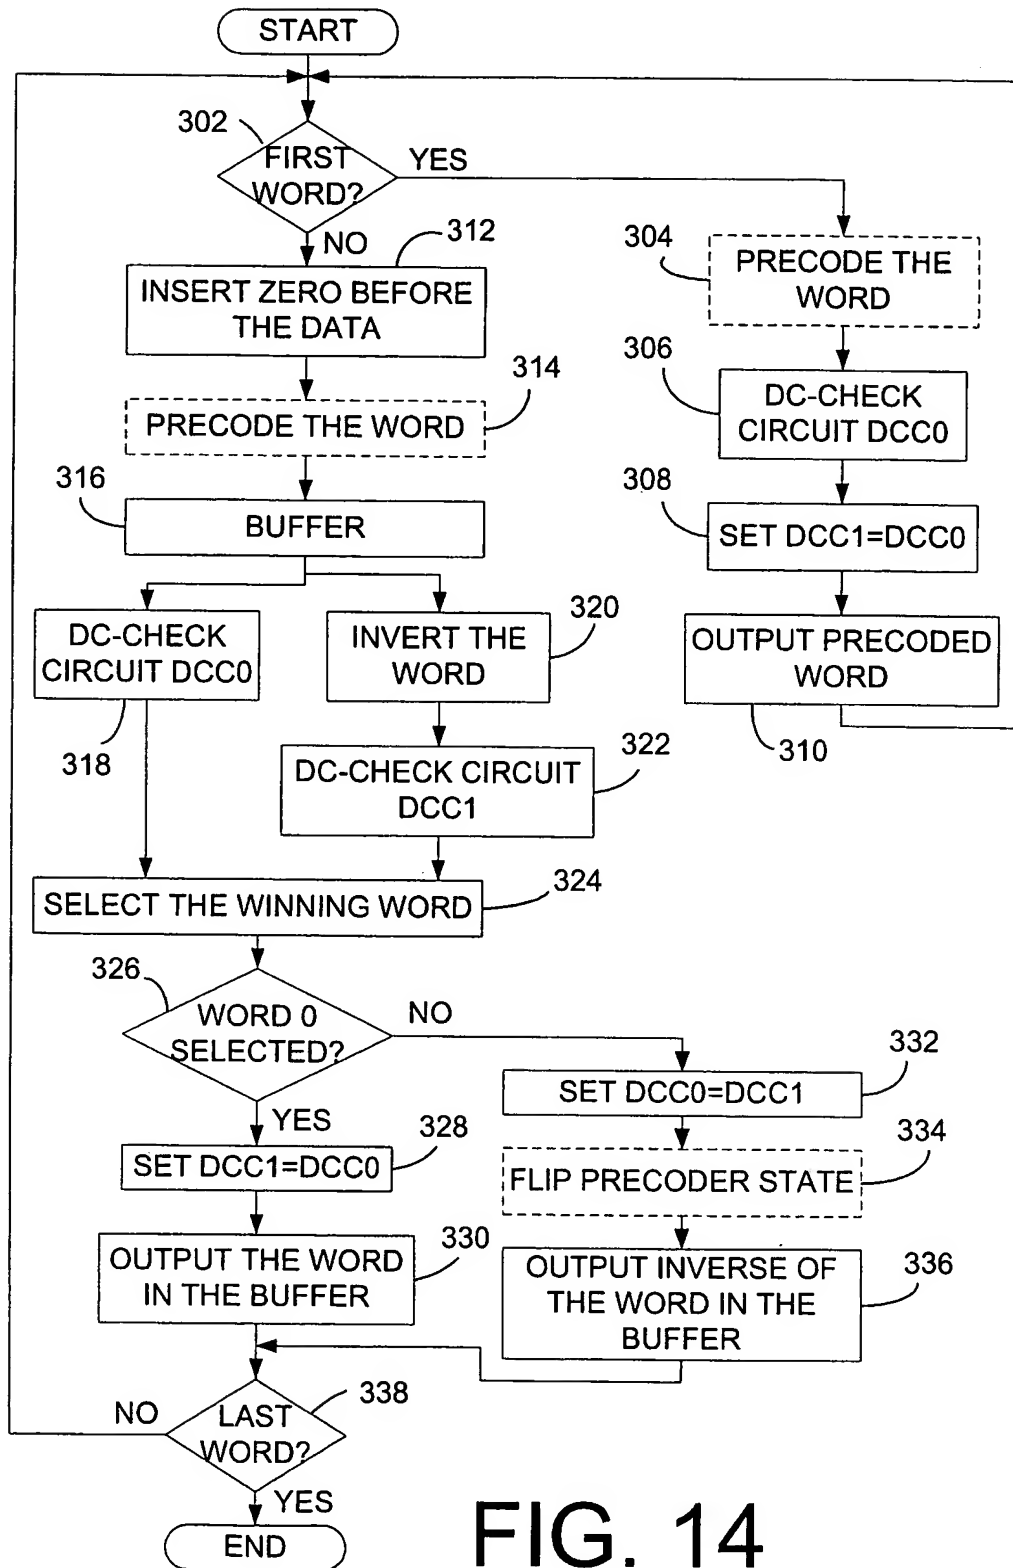 START
302
FIRST
WORD?
YES
NO
312
INSERT ZERO BEFORE
THE DATA
304
PRECODE THE
WORD
314
PRECODE THE WORD
306
DC-CHECK
CIRCUIT DCC0
316
BUFFER
308
SET DCC1=DCC0
DC-CHECK
CIRCUIT DCC0
318
INVERT THE
WORD
320
OUTPUT PRECODED
WORD
310
DC-CHECK CIRCUIT
DCC1
322
SELECT THE WINNING WORD
324
326
WORD 0
SELECTED?
NO
YES
332
SET DCC0=DCC1
328
SET DCC1=DCC0
334
FLIP PRECODER STATE
330
OUTPUT THE WORD
IN THE BUFFER
OUTPUT INVERSE OF
THE WORD IN THE
BUFFER
336
338
LAST
WORD?
NO
YES
END
FIG. 14